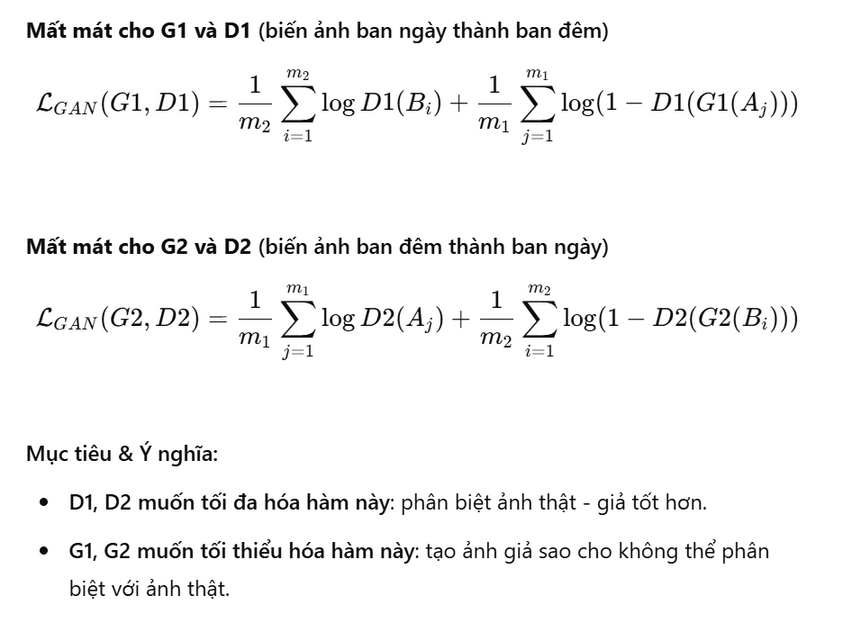 Mất mát cho G1 và D1 (biến ảnh ban ngày thành ban đêm)
$\mathcal{L}_{GAN}(G1, D1) = \frac{1}{m_2} \sum_{i=1}^{m_2} \log D1(B_i) + \frac{1}{m_1} \sum_{j=1}^{m_1} \log(1 - D1(G1(A_j)))$
Mất mát cho G2 và D2 (biến ảnh ban đêm thành ban ngày)
$\mathcal{L}_{GAN}(G2, D2) = \frac{1}{m_1} \sum_{j=1}^{m_1} \log D2(A_j) + \frac{1}{m_2} \sum_{i=1}^{m_2} \log(1 - D2(G2(B_i)))$
Mục tiêu & Ý nghĩa:
• D1, D2 muốn tối đa hóa hàm này: phân biệt ảnh thật - giả tốt hơn.
• G1, G2 muốn tối thiểu hóa hàm này: tạo ảnh giả sao cho không thể phân
biệt với ảnh thật.